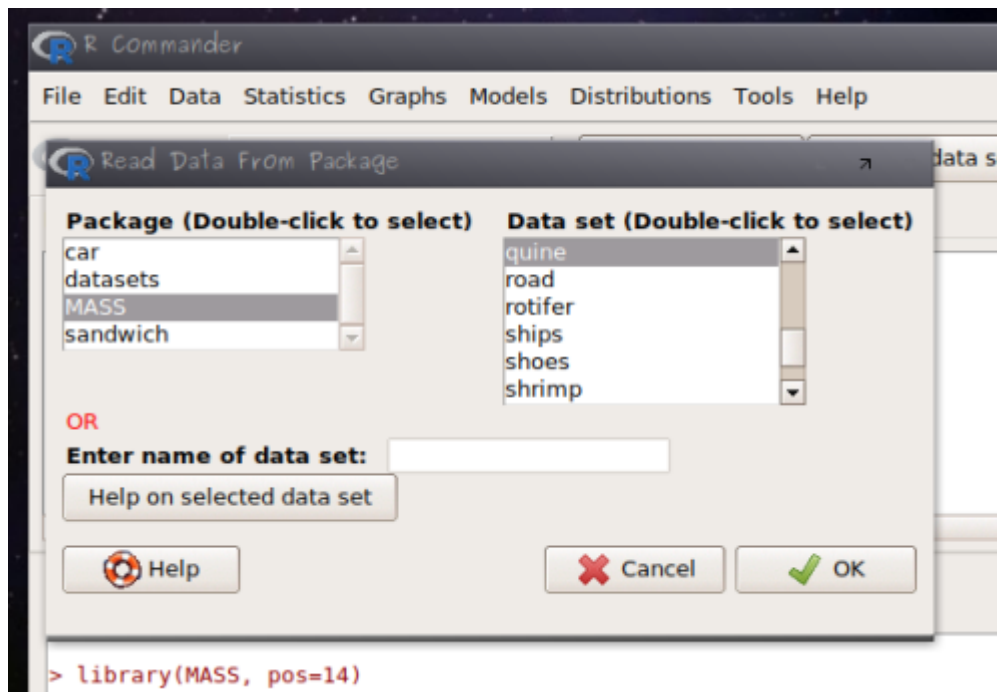 R Commander
File Edit Data Statistics Graphs Models Distributions Tools Help
data s
Read Data From Package
Package (Double-click to select)
car
datasets
MASS
sandwich
Data set (Double-click to select)
quine
road
rotifer
ships
shoes
shrimp
OR
Enter name of data set:
Help on selected data set
Help Cancel OK
> library(MASS, pos=14)